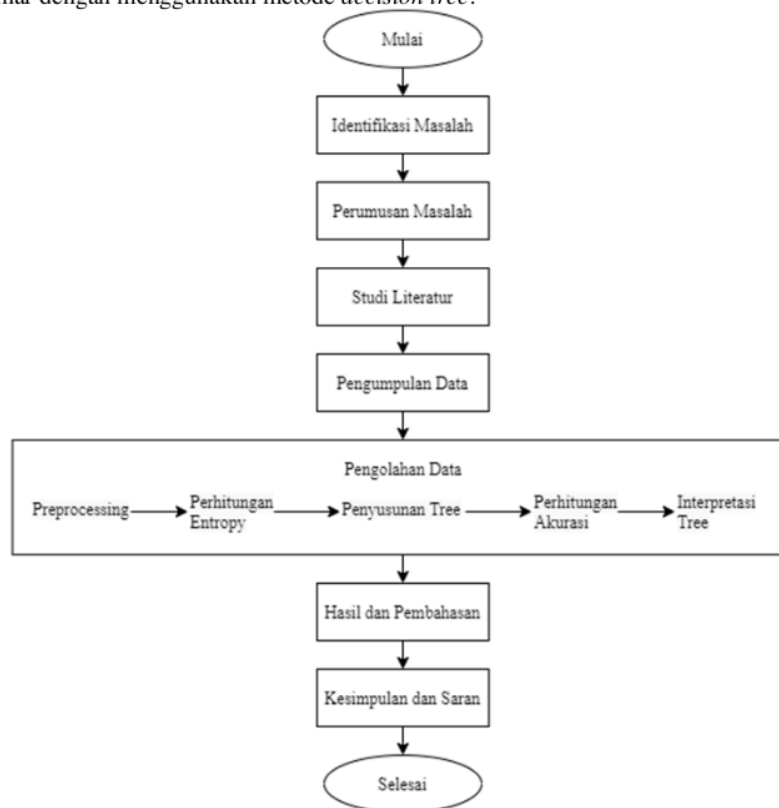 dengan menggunakan metode decision tree.
Mulai
Identifikasi Masalah
Perumusan Masalah
Studi Literatur
Pengumpulan Data
Pengolahan Data
Preprocessing
Perhitungan
Entropy
Penyusunan Tree
Perhitungan
Akurasi
Interpretasi
Tree
Hasil dan Pembahasan
Kesimpulan dan Saran
Selesai